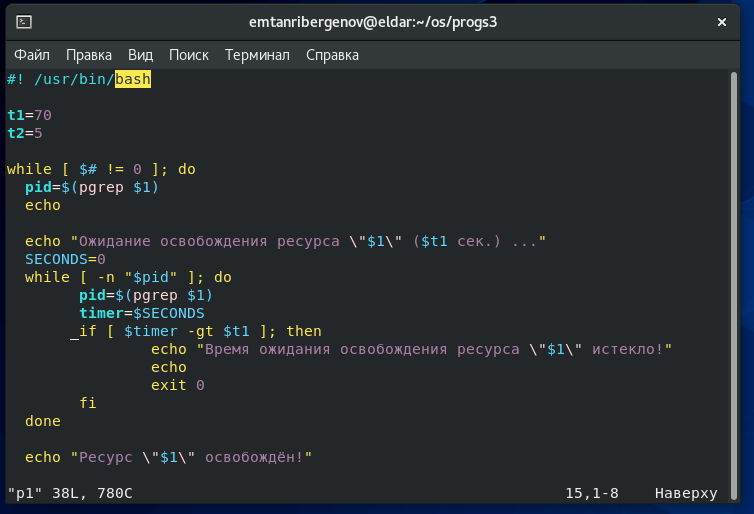 emtanribergenov@eldar:~/os/progs3
Файл Правка Вид Поиск Терминал Справка
#! /usr/bin/bash
t1=70
t2=5
while [ $# != 0 ]; do
  pid=$(pgrep $1)
  echo
  echo "Ожидание освобождения ресурса \"$1\" ($t1 сек.) ..."
  SECONDS=0
  while [ -n "$pid" ]; do
        pid=$(pgrep $1)
        timer=$SECONDS
        if [ $timer -gt $t1 ]; then
                echo "Время ожидания освобождения ресурса \"$1\" истекло!"
                echo
                exit 0
        fi
  done
  echo "Ресурс \"$1\" освобождён!"
"p1" 38L, 780C 15,1-8 Наверху